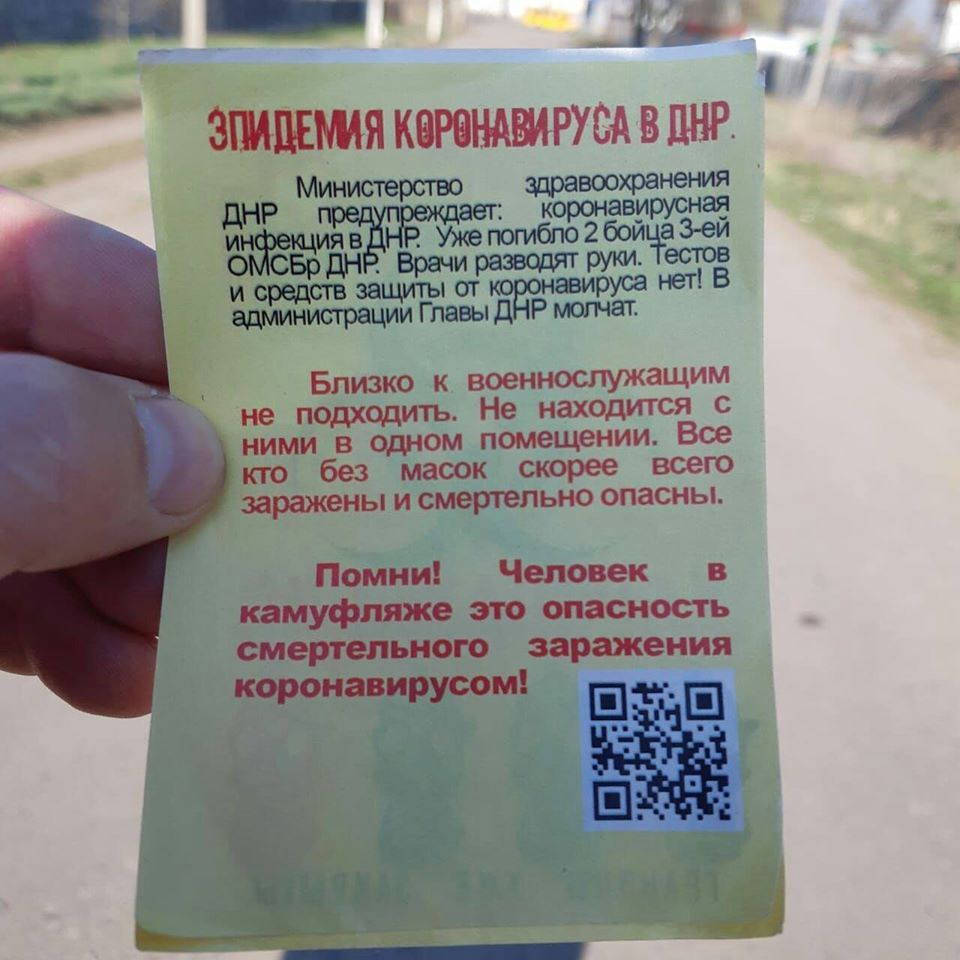 ЭПИДЕМИЯ КОРОНАВИРУСА В ДНР.
Министерство здравоохранения
ДНР предупреждает: коронавирусная
инфекция в ДНР. Уже погибло 2 бойца 3-ей
ОМСБр ДНР. Врачи разводят руки. Тестов
и средств защиты от коронавируса нет! В
администрации Главы ДНР молчат.
Близко к военнослужащим
не подходить. Не находится с
ними в одном помещении. Все
кто без масок скорее всего
заражены и смертельно опасны.
Помни! Человек в
камуфляже это опасность
смертельного заражения
коронавирусом!